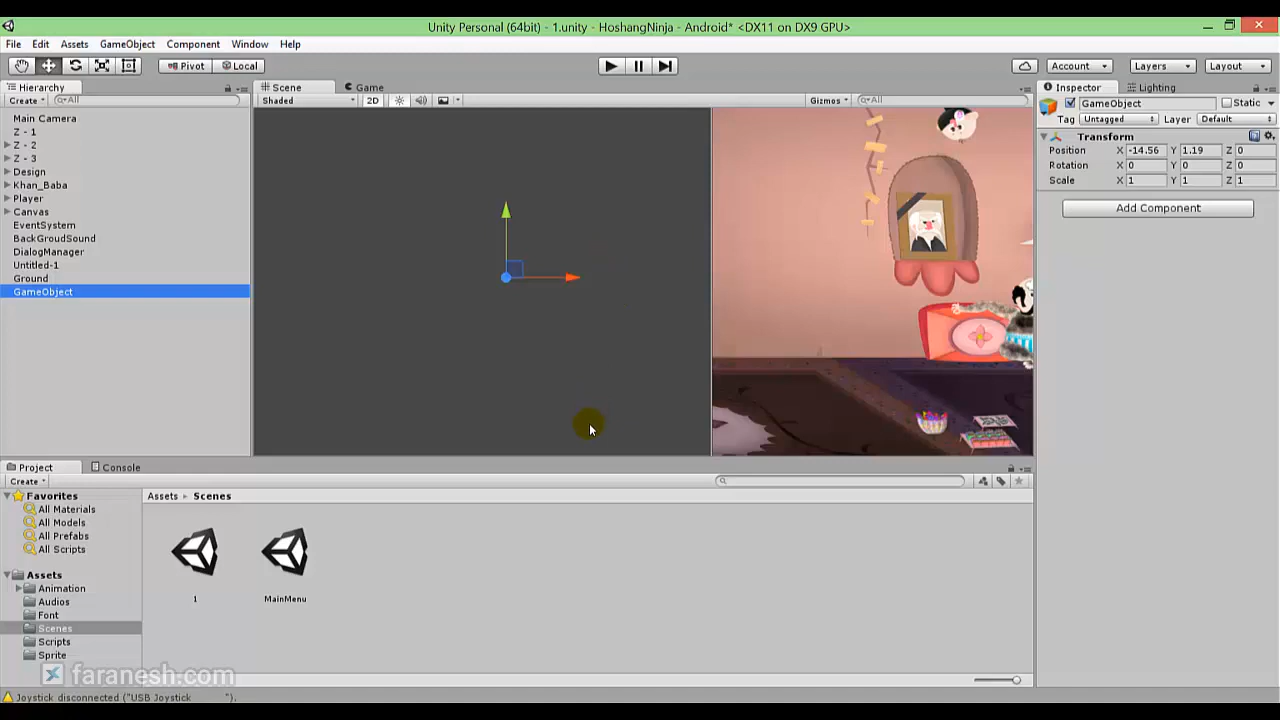 Unity Personal (64bit) - 1.unity - HoshangNinja - Android* <DX11 on DX9 GPU>
File Edit Assets GameObject Component Window Help
Pivot Local Account Layers Layout
Hierarchy
Create All
Main Camera
Z - 1
Z - 2
Z - 3
Design
Khan_Baba
Player
Canvas
EventSystem
BackGroudSound
DialogManager
Untitled-1
Ground
GameObject
Scene Game
Shaded 2D Gizmos All
Inspector Lighting
GameObject Static
Tag Untagged Layer Default
Transform
Position X -14.56 Y 1.19 Z 0
Rotation X 0 Y 0 Z 0
Scale X 1 Y 1 Z 1
Add Component
Project Console
Create
Favorites
All Materials
All Models
All Prefabs
All Scripts
Assets
Animation
Audios
Font
Scenes
Scripts
Sprite
Assets Scenes
1 MainMenu
faranesh.com
Joystick disconnected ("USB Joystick ").